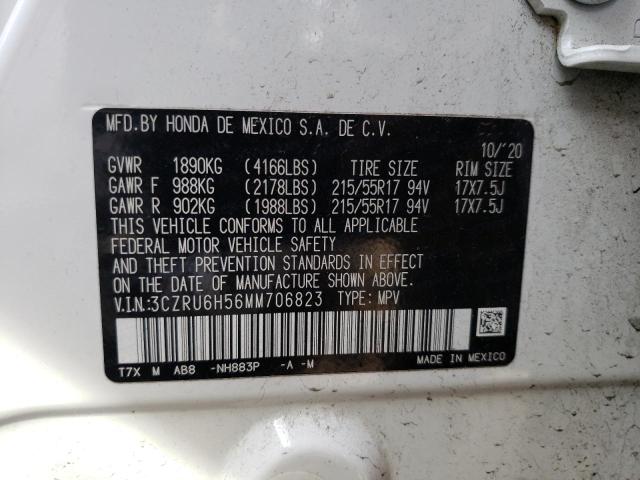 MFD.BY HONDA DE MEXICO S.A. DE C.V.
10/'20
GVWR 1890KG (4166LBS) TIRE SIZE RIM SIZE
GAWR F 988KG (2178LBS) 215/55R17 94V 17X7.5J
GAWR R 902KG (1988LBS) 215/55R17 94V 17X7.5J
THIS VEHICLE CONFORMS TO ALL APPLICABLE
FEDERAL MOTOR VEHICLE SAFETY
AND THEFT PREVENTION STANDARDS IN EFFECT
ON THE DATE OF MANUFACTURE SHOWN ABOVE.
V.I.N.:3CZRU6H56MM706823 TYPE: MPV
T7X M AB8 -NH883P -A -M MADE IN MEXICO